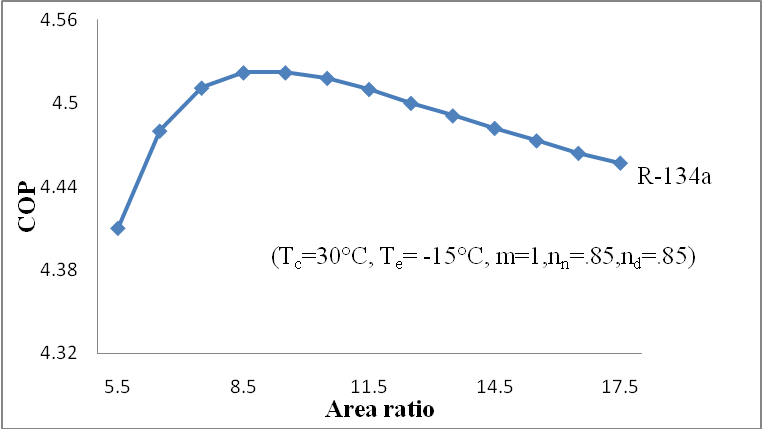 4.56
4.5
4.44
4.38
4.32
COP
R-134a
(Tc=30°C, Te= -15°C, m=1,nn=.85,nd=.85)
5.5 8.5 11.5 14.5 17.5
Area ratio